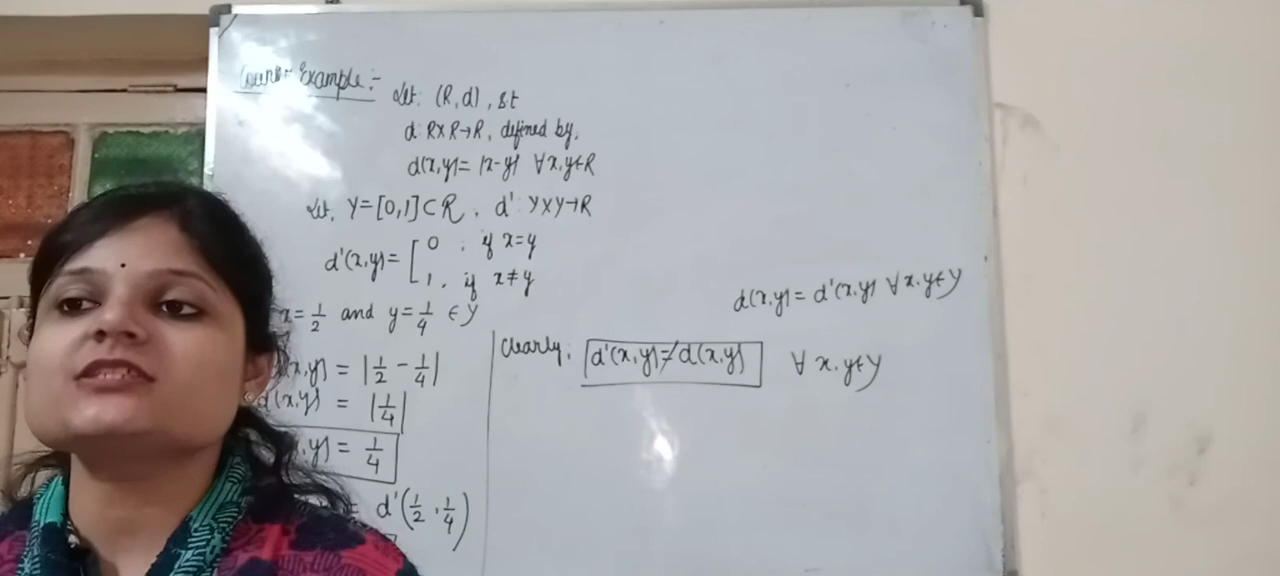 Counter Example :-
Let, (R,d), st
d: R×R→R, defined by,
d(x,y)= |x-y| ∀ x,y∈R
Let, Y=[0,1]⊂R, d': Y×Y→R
d'(x,y)= [ 0, if x=y
1, if x≠y
x= 1/2 and y= 1/4 ∈ Y
(x,y) = |1/2 - 1/4|
d(x,y) = |1/4|
x,y) = 1/4
= d'(1/2, 1/4)
d(x,y) = d'(x,y) ∀ x,y∈Y
Clearly, d'(x,y) ≠ d(x,y) ∀ x,y∈Y